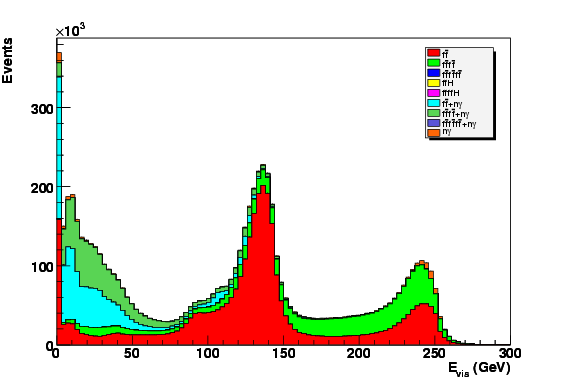 ×10³
Events
300
200
100
0
0 50 100 150 200 250 300
E_vis (GeV)
ff̄
ff̄ff̄
ff̄ff̄ff̄
ff̄H
ff̄ff̄H
ff̄+nγ
ff̄ff̄+nγ
ff̄ff̄ff̄+nγ
nγ